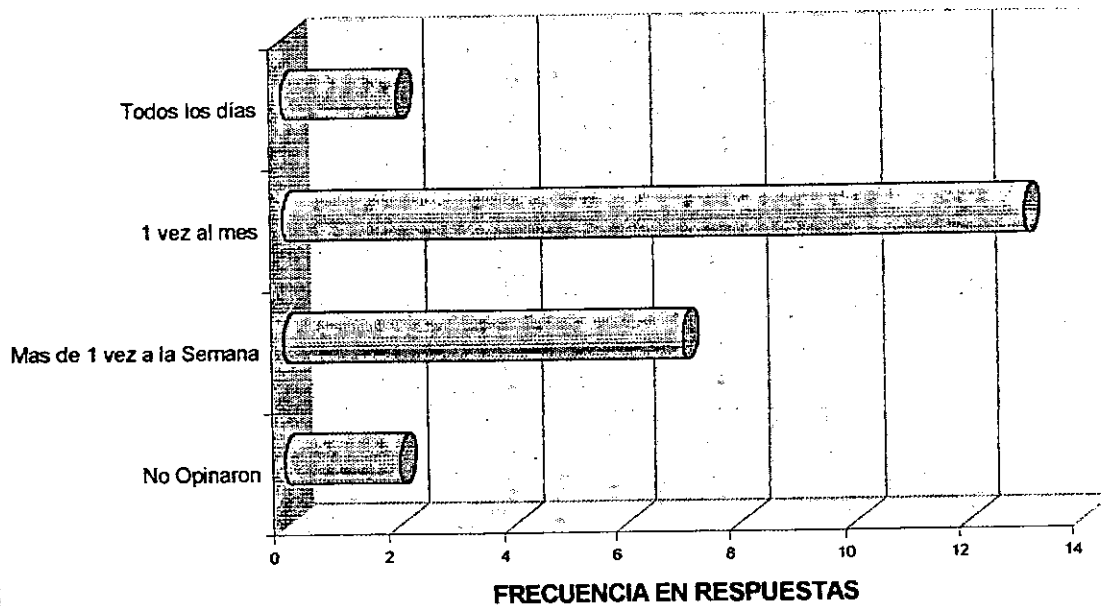 Todos los días
1 vez al mes
Mas de 1 vez a la Semana
No Opinaron
0 2 4 6 8 10 12 14
FRECUENCIA EN RESPUESTAS